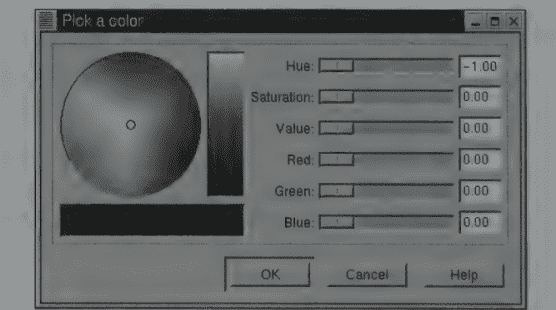 Pick a color
Hue: -1.00
Saturation: 0.00
Value: 0.00
Red: 0.00
Green: 0.00
Blue: 0.00
OK Cancel Help